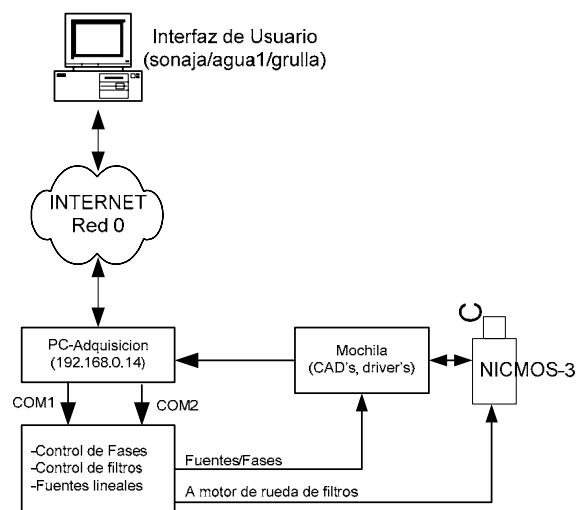 Interfaz de Usuario
(sonaja/agua1/grulla)
INTERNET
Red 0
PC-Adquisicion
(192.168.0.14)
Mochila
(CAD's, driver's)
C
NICMOS-3
COM1
COM2
-Control de Fases
-Control de filtros
-Fuentes lineales
Fuentes/Fases
A motor de rueda de filtros